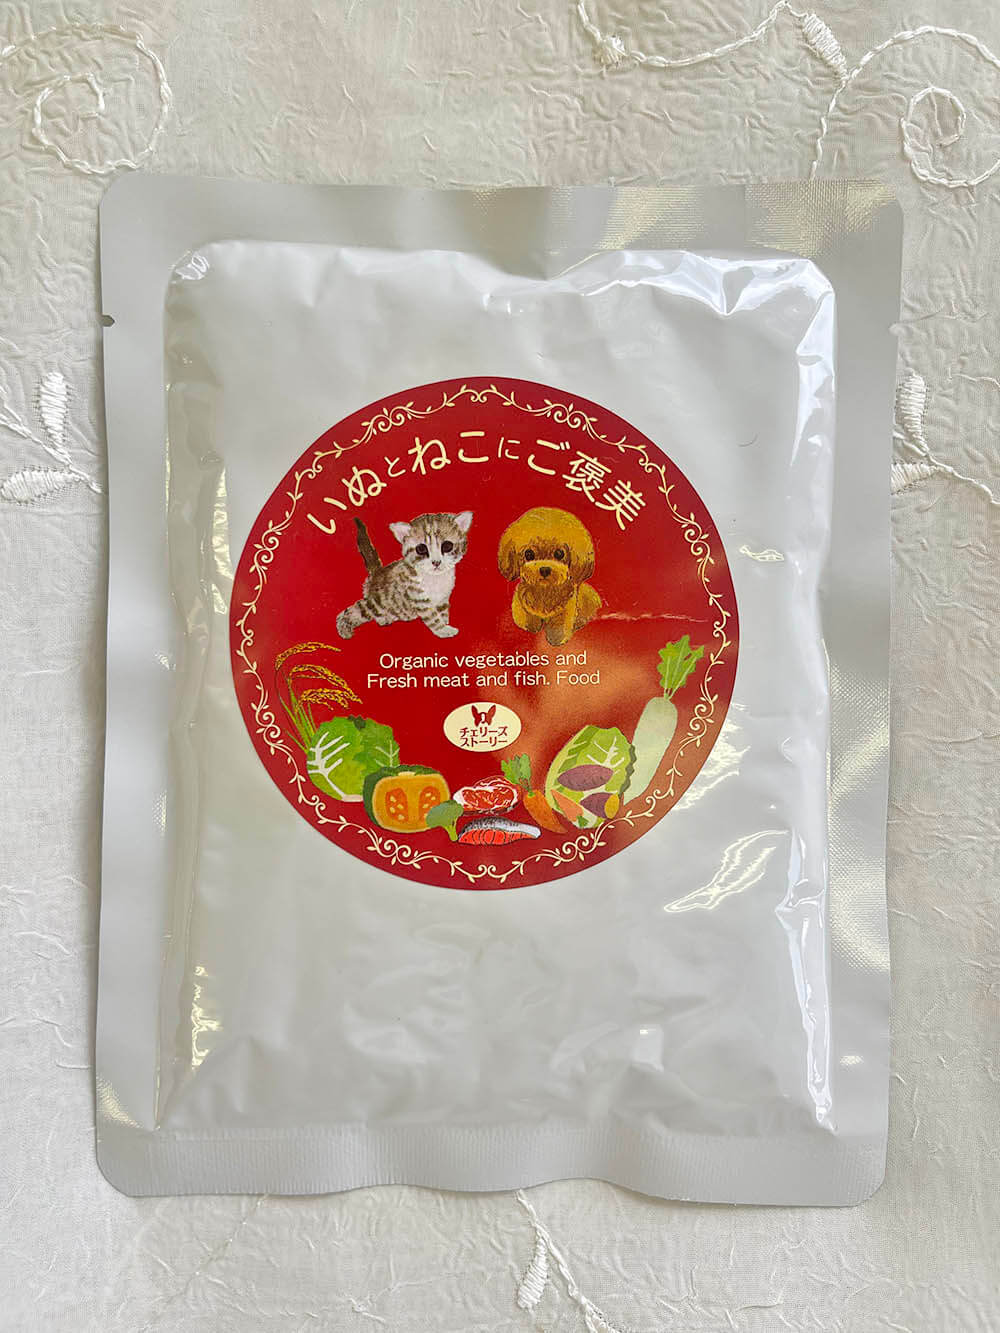 いぬとねこにご褒美
Organic vegetables and
Fresh meat and fish. Food
チェリーズ
ストーリー